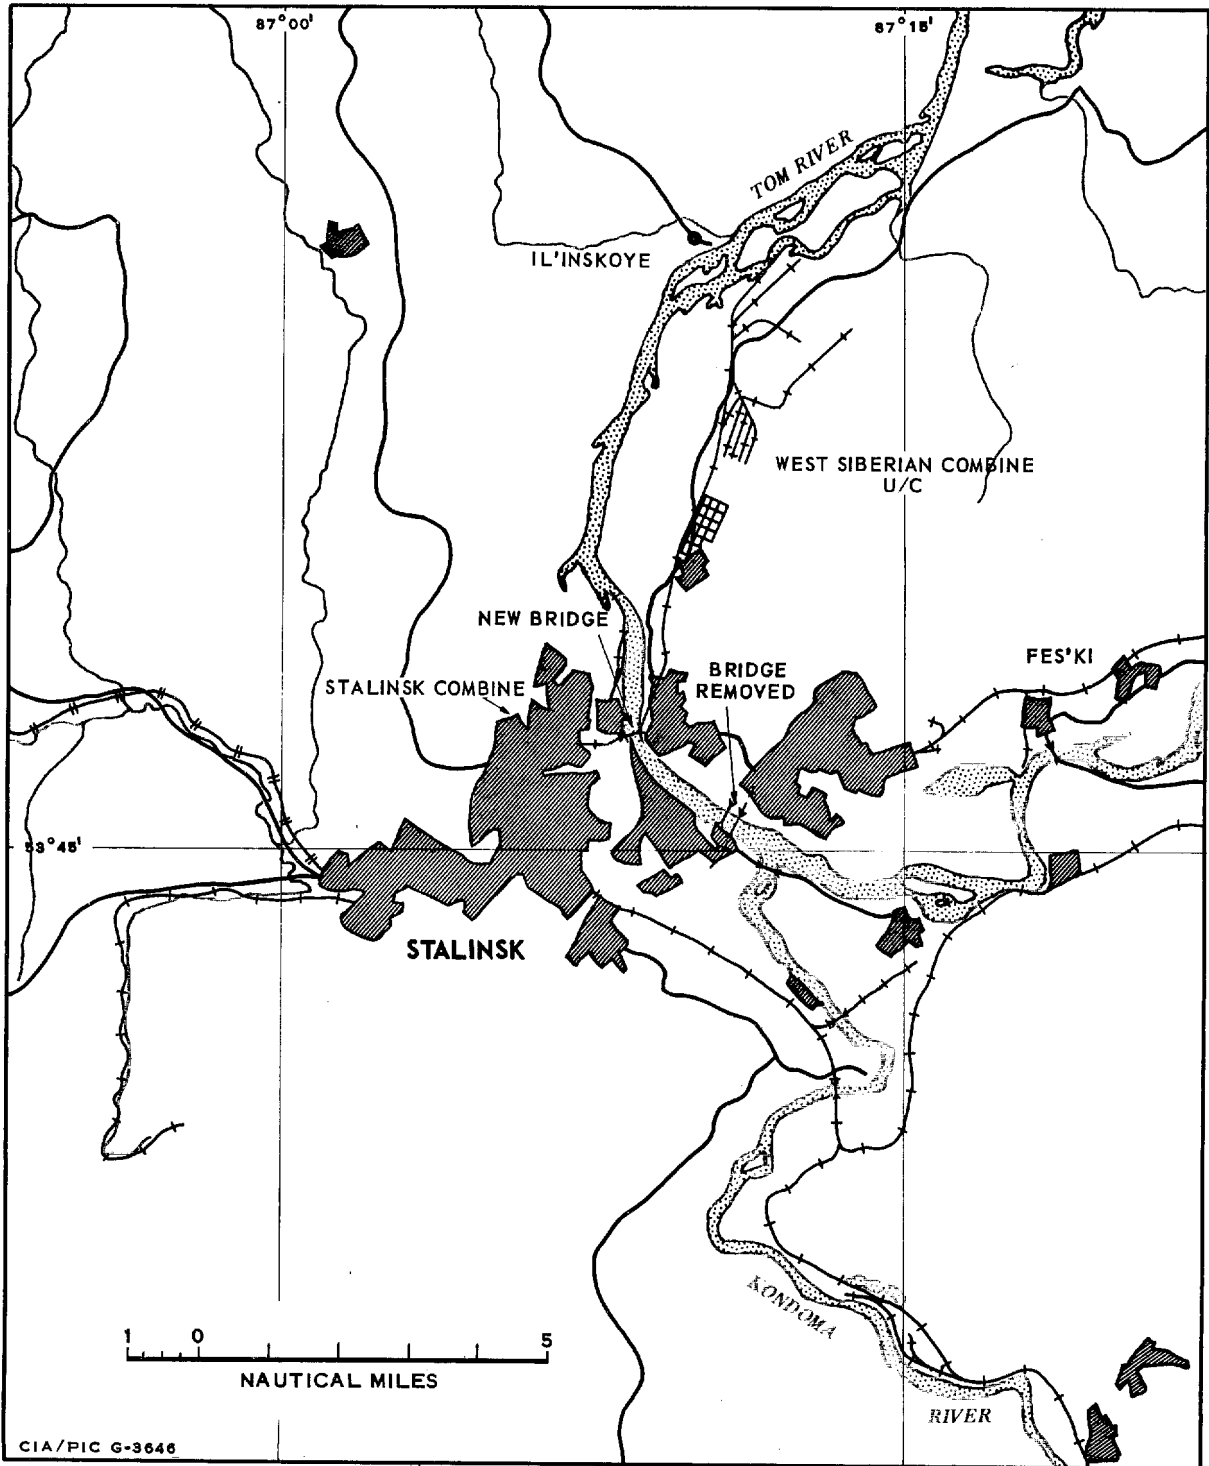 87°00'
87°15'
TOM RIVER
IL'INSKOYE
WEST SIBERIAN COMBINE
U/C
NEW BRIDGE
BRIDGE
REMOVED
FES'KI
STALINSK COMBINE
53°45'
STALINSK
KONDOMA
RIVER
1 0 5
NAUTICAL MILES
CIA/PIC G-3646